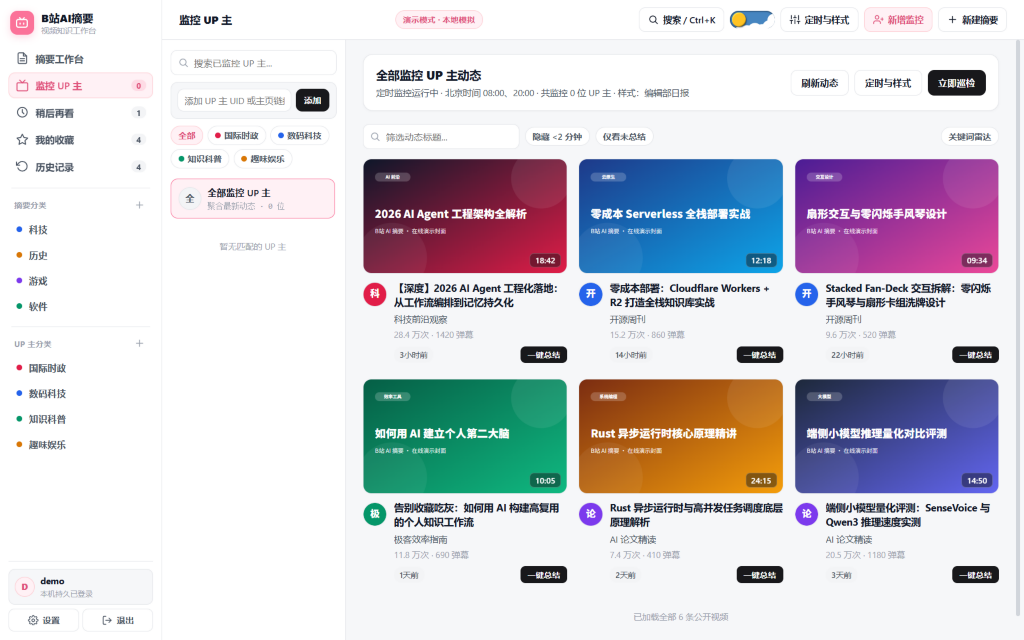 B站AI摘要
视频知识工作台
摘要工作台
监控 UP 主
0
稍后再看
1
我的收藏
4
历史记录
4
摘要分类
科技
历史
游戏
软件
UP 主分类
国际时政
数码科技
知识科普
趣味娱乐
D
demo
本机持久已登录
设置
退出
监控 UP 主
演示模式 · 本地模拟
搜索 / Ctrl+K
定时与样式
新增监控
新建摘要
搜索已监控 UP 主...
添加 UP 主 UID 或主页链
添加
全部
国际时政
数码科技
知识科普
趣味娱乐
全
全部监控 UP 主
聚合最新动态 · 0 位
暂无匹配的 UP 主
全部监控 UP 主动态
定时监控运行中 · 北京时间 08:00、20:00 · 共监控 0 位 UP 主 · 样式：编辑部日报
刷新动态
定时与样式
立即巡检
筛选动态标题...
隐藏 <2 分钟
仅看未总结
关键词雷达
2026 AI Agent 工程架构全解析
B站 AI 摘要 · 在线演示封面
18:42
科
【深度】2026 AI Agent 工程化落地：
从工作流编排到记忆持久化
科技前沿观察
28.4 万次 · 1420 弹幕
3小时前
一键总结
云原生
零成本 Serverless 全栈部署实战
B站 AI 摘要 · 在线演示封面
12:18
开
零成本部署：Cloudflare Workers +
R2 打造全栈知识库实战
开源周刊
15.2 万次 · 860 弹幕
14小时前
一键总结
交互设计
扇形交互与零闪烁手风琴设计
B站 AI 摘要 · 在线演示封面
09:34
开
Stacked Fan-Deck 交互拆解：零闪烁
手风琴与扇形卡组洗牌设计
开源周刊
9.6 万次 · 520 弹幕
22小时前
一键总结
效率工具
如何用 AI 建立个人第二大脑
B站 AI 摘要 · 在线演示封面
10:05
极
告别收藏吃灰：如何用 AI 构建高复用
的个人知识工作流
极客效率指南
11.8 万次 · 690 弹幕
1天前
一键总结
系统编程
Rust 异步运行时核心原理精讲
B站 AI 摘要 · 在线演示封面
24:15
论
Rust 异步运行时与高并发任务调度底层
原理解析
AI 论文精读
7.4 万次 · 410 弹幕
2天前
一键总结
大模型
端侧小模型推理量化对比评测
B站 AI 摘要 · 在线演示封面
14:50
论
端侧小模型量化评测：SenseVoice 与
Qwen3 推理速度实测
AI 论文精读
20.5 万次 · 1180 弹幕
3天前
一键总结
已加载全部 6 条公开视频